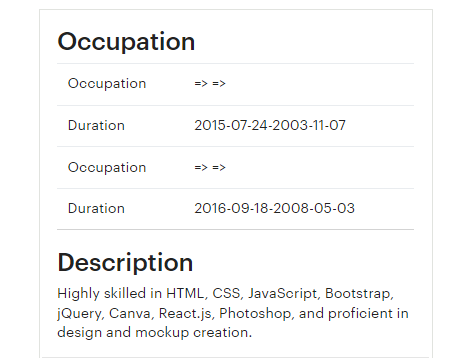 Occupation
Occupation => =>
Duration 2015-07-24-2003-11-07
Occupation => =>
Duration 2016-09-18-2008-05-03
Description
Highly skilled in HTML, CSS, JavaScript, Bootstrap,
jQuery, Canva, React.js, Photoshop, and proficient in
design and mockup creation.